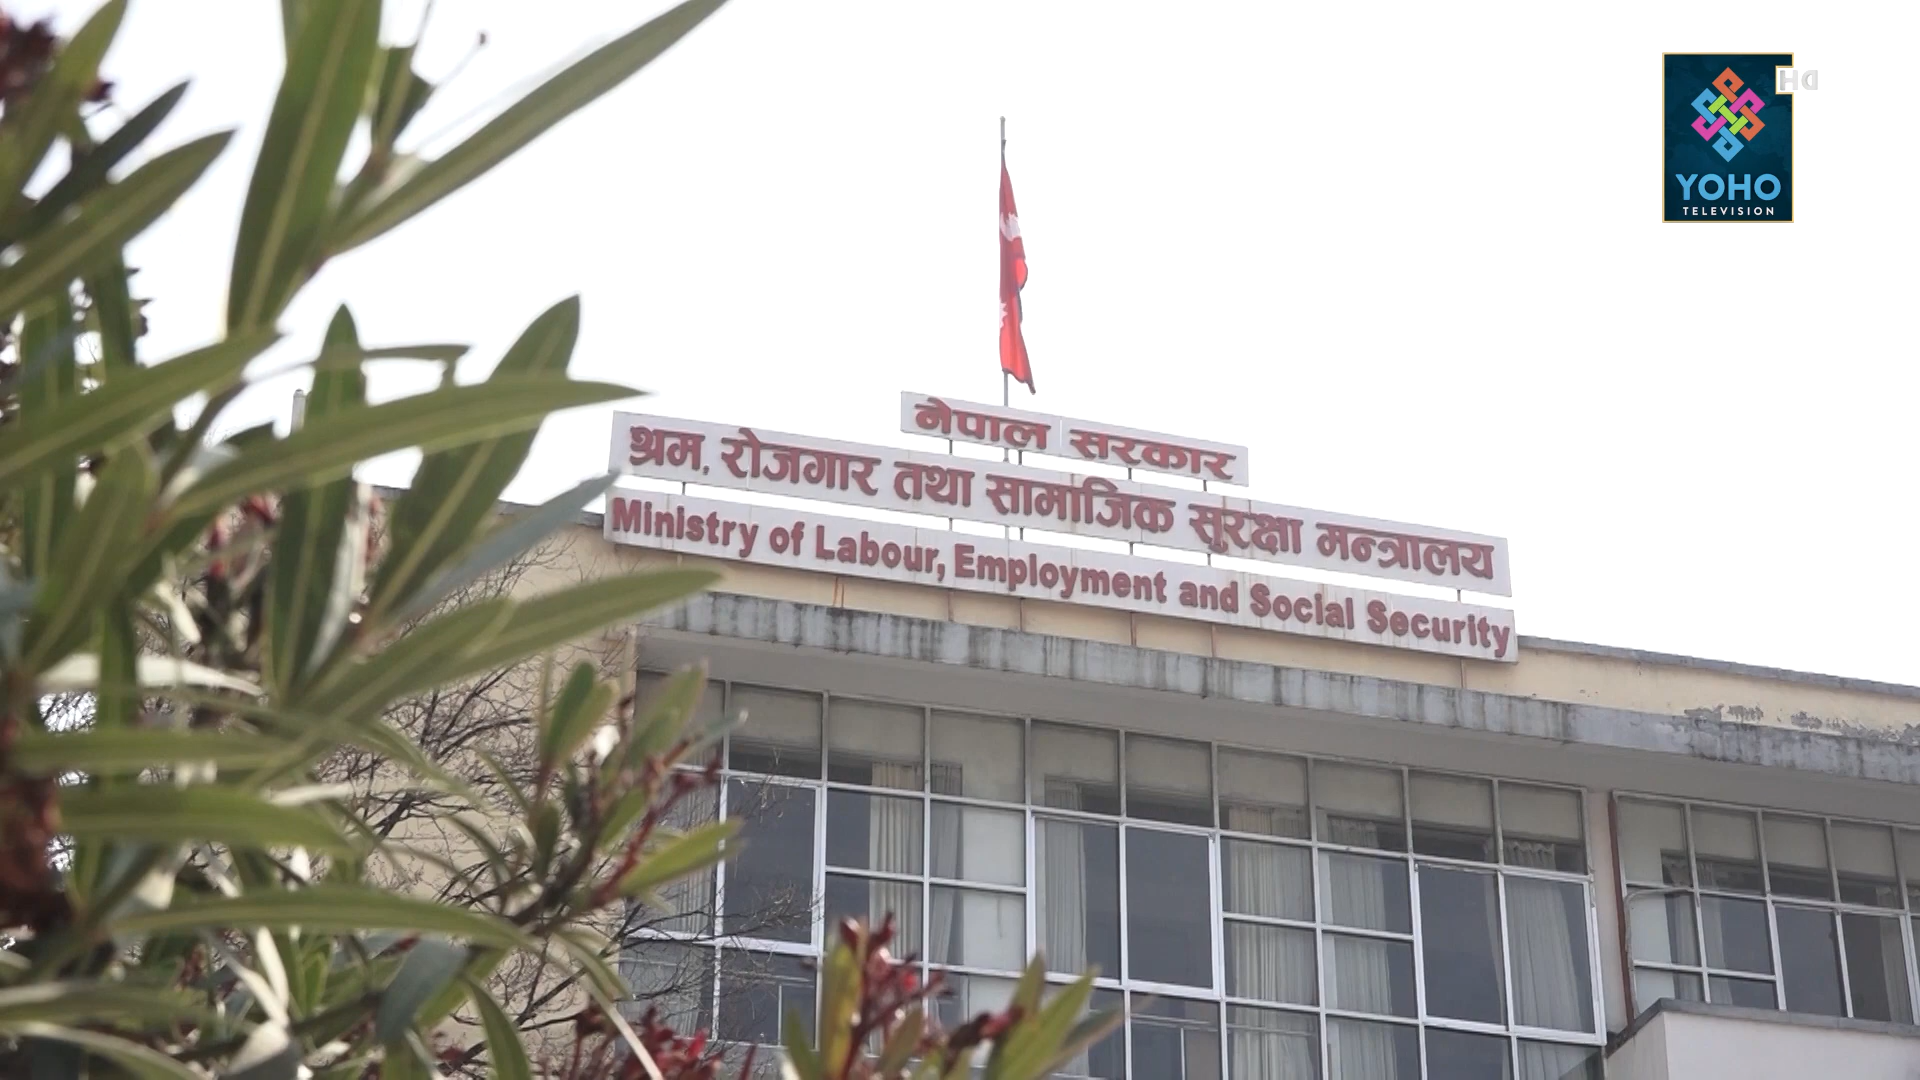 नेपाल सरकार
श्रम, रोजगार तथा सामाजिक सुरक्षा मन्त्रालय
Ministry of Labour, Employment and Social Security
HD
YOHO
TELEVISION